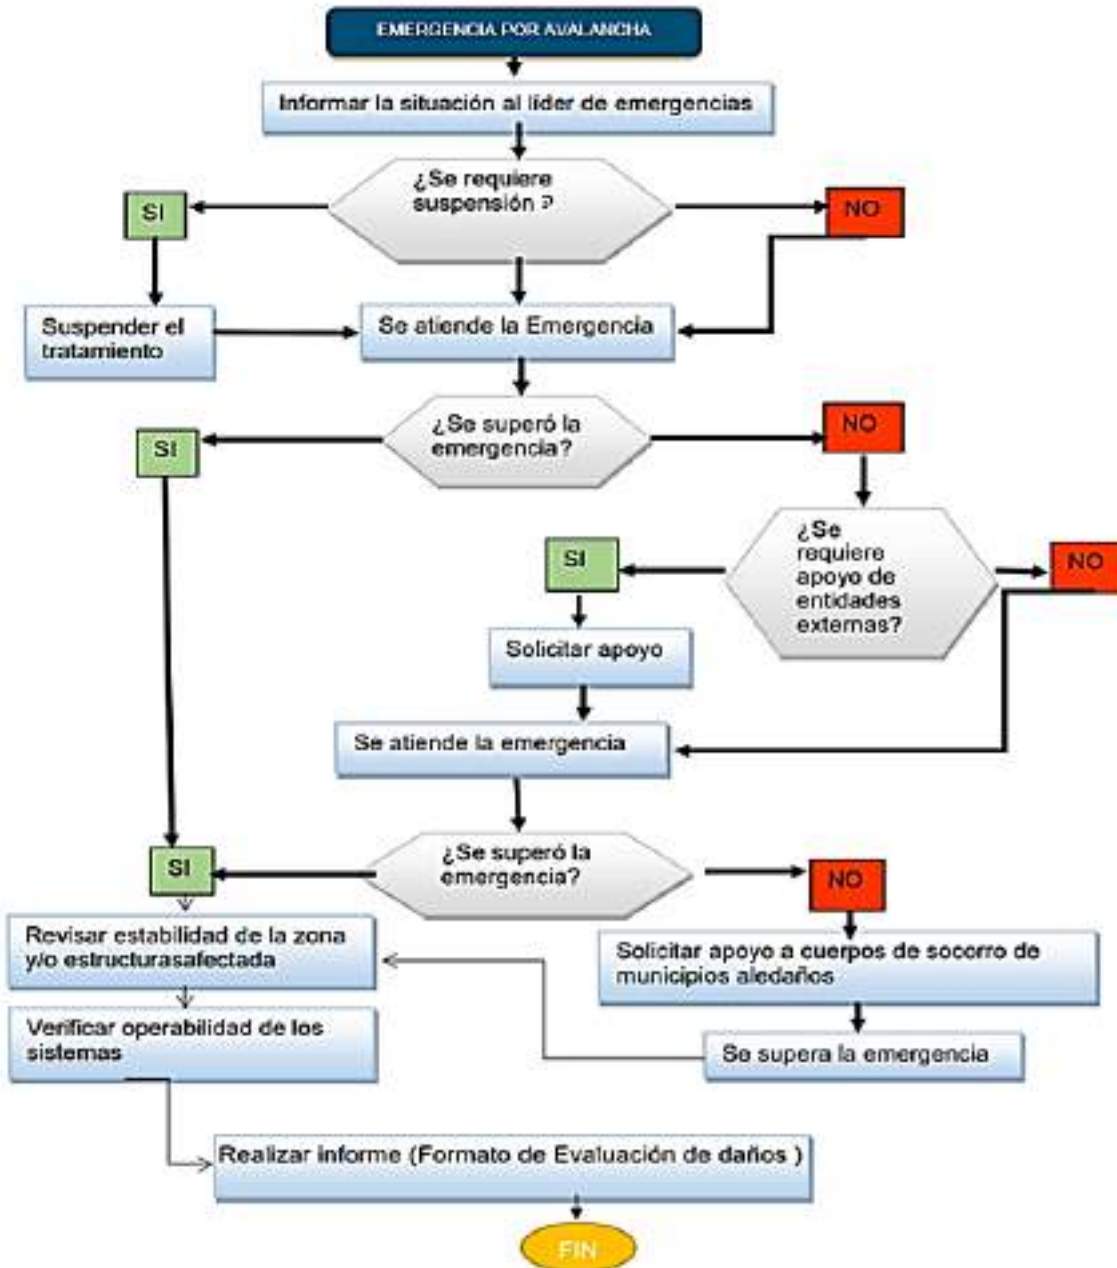 EMERGENCIA POR AVALANCHA
Informar la situación al líder de emergencias
¿Se requiere
suspensión ?
SI
NO
Suspender el
tratamiento
Se atiende la Emergencia
¿Se superó la
emergencia?
SI
NO
¿Se
requiere
apoyo de
entidades
externas?
SI
NO
Solicitar apoyo
Se atiende la emergencia
¿Se superó la
emergencia?
SI
NO
Revisar estabilidad de la zona
y/o estructurasafectada
Solicitar apoyo a cuerpos de socorro de
municipios aledaños
Verificar operabilidad de los
sistemas
Se supera la emergencia
Realizar informe (Formato de Evaluación de daños )
FIN